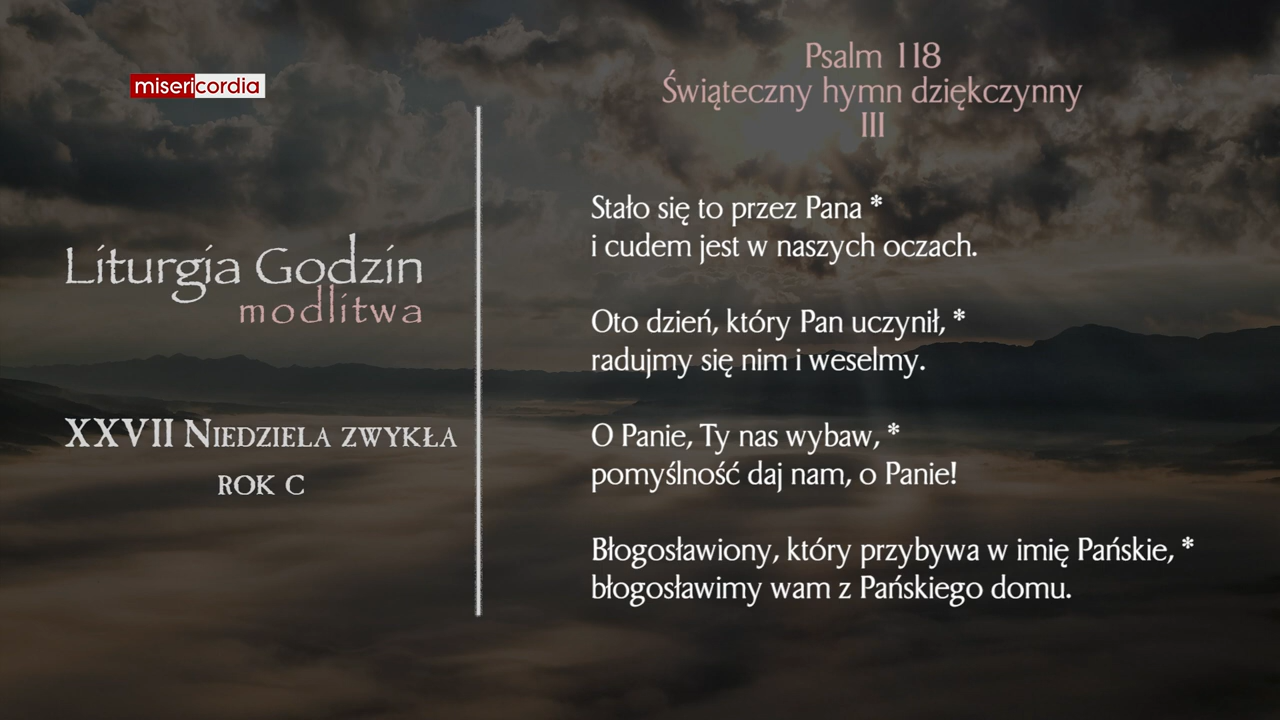 misericordia
Liturgia Godzin
modlitwa
XXVII Niedziela zwykła
rok C
Psalm 118
Świąteczny hymn dziękczynny
III
Stało się to przez Pana *
i cudem jest w naszych oczach.
Oto dzień, który Pan uczynił, *
radujmy się nim i weselmy.
O Panie, Ty nas wybaw, *
pomyślność daj nam, o Panie!
Błogosławiony, który przybywa w imię Pańskie, *
błogosławimy wam z Pańskiego domu.